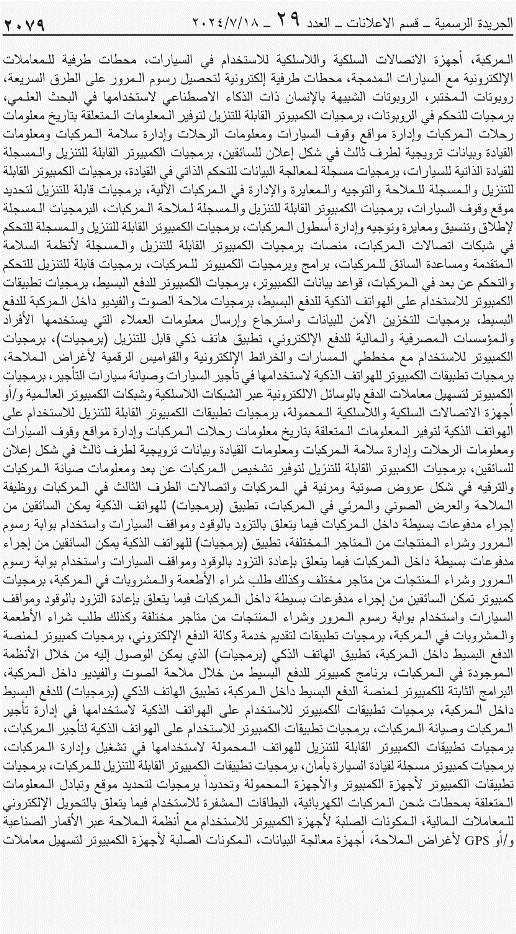 الجريدة الرسمية – قسم الاعلانات – العدد ٢٩ – ٢٠٢٤/٧/١٨ ٢٠٧٩
المركبة، أجهزة الاتصالات السلكية واللاسلكية للاستخدام في السيارات، محطات طرفية للمعاملات
الإلكترونية مع السيارات المدمجة، محطات طرفية إلكترونية لتحصيل رسوم المرور على الطرق السريعة،
روبوتات المختبر، الروبوتات الشبيهة بالإنسان ذات الذكاء الاصطناعي لاستخدامها في البحث العلمي،
برمجيات للتحكم في الروبوتات، برمجيات الكمبيوتر القابلة للتنزيل لتوفير المعلومات المتعلقة بتاريخ معلومات
رحلات المركبات وإدارة مواقع وقوف السيارات ومعلومات الرحلات وإدارة سلامة المركبات ومعلومات
القيادة وبيانات ترويجية لطرف ثالث في شكل إعلان للسائقين، برمجيات الكمبيوتر القابلة للتنزيل والمسجلة
للقيادة الذاتية للسيارات، برمجيات مسجلة لمعالجة البيانات للتحكم الذاتي في القيادة، برمجيات الكمبيوتر القابلة
للتنزيل والمسجلة للملاحة والتوجيه والمعايرة والإدارة في المركبات الآلية، برمجيات قابلة للتنزيل لتحديد
موقع وقوف السيارات، برمجيات الكمبيوتر القابلة للتنزيل والمسجلة لملاحة المركبات، البرمجيات المسجلة
لإطلاق وتنسيق ومعايرة وتوجيه وإدارة أسطول المركبات، برمجيات الكمبيوتر القابلة للتنزيل والمسجلة للتحكم
في شبكات اتصالات المركبات، منصات برمجيات الكمبيوتر القابلة للتنزيل والمسجلة لأنظمة السلامة
المتقدمة ومساعدة السائق للمركبات، برامج وبرمجيات الكمبيوتر للمركبات، برمجيات قابلة للتنزيل للتحكم
والتحكم عن بعد في المركبات، قواعد بيانات الكمبيوتر، برمجيات الكمبيوتر للدفع البسيط، برمجيات تطبيقات
الكمبيوتر للاستخدام على الهواتف الذكية للدفع البسيط، برمجيات ملاحة الصوت والفيديو داخل المركبة للدفع
البسيط، برمجيات للتخزين الآمن للبيانات واسترجاع وإرسال معلومات العملاء التي يستخدمها الأفراد
والمؤسسات المصرفية والمالية للدفع الإلكتروني، تطبيق هاتف ذكي قابل للتنزيل (برمجيات)، برمجيات
الكمبيوتر للاستخدام مع مخططي المسارات والخرائط الإلكترونية والقواميس الرقمية لأغراض الملاحة،
برمجيات تطبيقات الكمبيوتر للهواتف الذكية لاستخدامها في تأجير السيارات وصيانة سيارات التأجير، برمجيات
الكمبيوتر لتسهيل معاملات الدفع بالوسائل الالكترونية عبر الشبكات اللاسلكية وشبكات الكمبيوتر العالمية و/أو
أجهزة الاتصالات السلكية واللاسلكية المحمولة، برمجيات تطبيقات الكمبيوتر القابلة للتنزيل للاستخدام على
الهواتف الذكية لتوفير المعلومات المتعلقة بتاريخ معلومات رحلات المركبات وإدارة مواقع وقوف السيارات
ومعلومات الرحلات وإدارة سلامة المركبات ومعلومات القيادة وبيانات ترويجية لطرف ثالث في شكل إعلان
للسائقين، برمجيات الكمبيوتر القابلة للتنزيل لتوفير تشخيص المركبات عن بعد ومعلومات صيانة المركبات
والترفيه في شكل عروض صوتية ومرئية في المركبات واتصالات الطرف الثالث في المركبات ووظيفة
الملاحة والعرض الصوتي والمرئي في المركبات، تطبيق (برمجيات) للهواتف الذكية يمكن السائقين من
إجراء مدفوعات بسيطة داخل المركبات فيما يتعلق بالتزود بالوقود ومواقف السيارات واستخدام بوابة رسوم
المرور وشراء المنتجات من المتاجر المختلفة، تطبيق (برمجيات) للهواتف الذكية يمكن السائقين من إجراء
مدفوعات بسيطة داخل المركبات فيما يتعلق بإعادة التزود بالوقود ومواقف السيارات واستخدام بوابة رسوم
المرور وشراء المنتجات من متاجر مختلف وكذلك طلب شراء الأطعمة والمشروبات في المركبة، برمجيات
كمبيوتر تمكن السائقين من إجراء مدفوعات بسيطة داخل المركبات فيما يتعلق بإعادة التزود بالوقود ومواقف
السيارات واستخدام بوابة رسوم المرور وشراء المنتجات من متاجر مختلفة وكذلك طلب شراء الأطعمة
والمشروبات في المركبة، برمجيات تطبيقات لتقديم خدمة وكالة الدفع الإلكتروني، برمجيات كمبيوتر لمنصة
الدفع البسيط داخل المركبة، تطبيق الهاتف الذكي (برمجيات) الذي يمكن الوصول إليه من خلال الأنظمة
الموجودة في المركبات، برنامج كمبيوتر للدفع البسيط من خلال ملاحة الصوت والفيديو داخل المركبة،
البرامج الثابتة للكمبيوتر لمنصة الدفع البسيط داخل المركبة، تطبيق الهاتف الذكي (برمجيات) للدفع البسيط
داخل المركبة، برمجيات تطبيقات الكمبيوتر للاستخدام على الهواتف الذكية لاستخدامها في إدارة تأجير
المركبات وصيانة المركبات، برمجيات تطبيقات الكمبيوتر للاستخدام على الهواتف الذكية لتأجير المركبات،
برمجيات تطبيقات الكمبيوتر القابلة للتنزيل للهواتف المحمولة لاستخدامها في تشغيل وإدارة المركبات،
برمجيات كمبيوتر مسجلة لقيادة السيارة بأمان، برمجيات تطبيقات الكمبيوتر القابلة للتنزيل للمركبات، برمجيات
تطبيقات الكمبيوتر لأجهزة الكمبيوتر والأجهزة المحمولة وتحديداً برمجيات لتحديد موقع وتبادل المعلومات
المتعلقة بمحطات شحن المركبات الكهربائية، البطاقات المشفرة للاستخدام فيما يتعلق بالتحويل الإلكتروني
للمعاملات المالية، المكونات الصلبة لأجهزة الكمبيوتر للاستخدام مع أنظمة الملاحة عبر الأقمار الصناعية
و/أو GPS لأغراض الملاحة، أجهزة معالجة البيانات، المكونات الصلبة لأجهزة الكمبيوتر لتسهيل معاملات